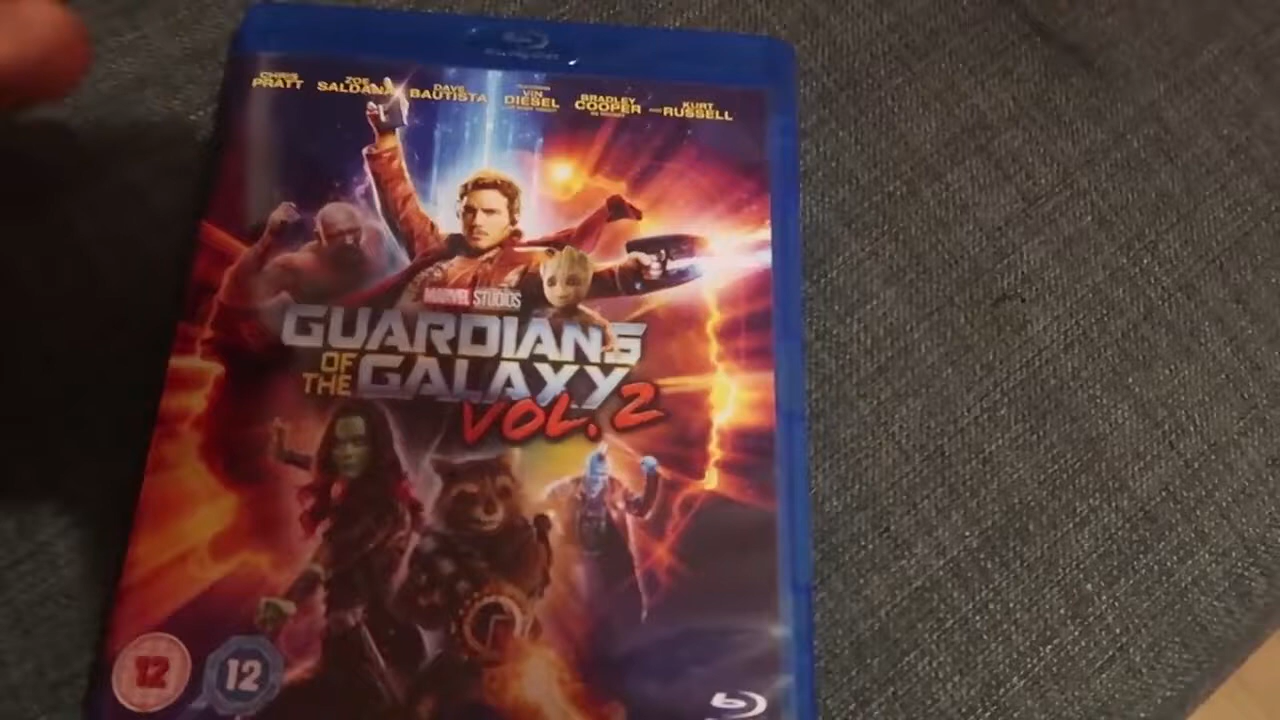 CHRIS PRATT ZOE SALDANA DAVE BAUTISTA VIN DIESEL BRADLEY COOPER AND KURT RUSSELL
MARVEL STUDIOS
GUARDIANS
OF THE GALAXY
VOL. 2
12 12